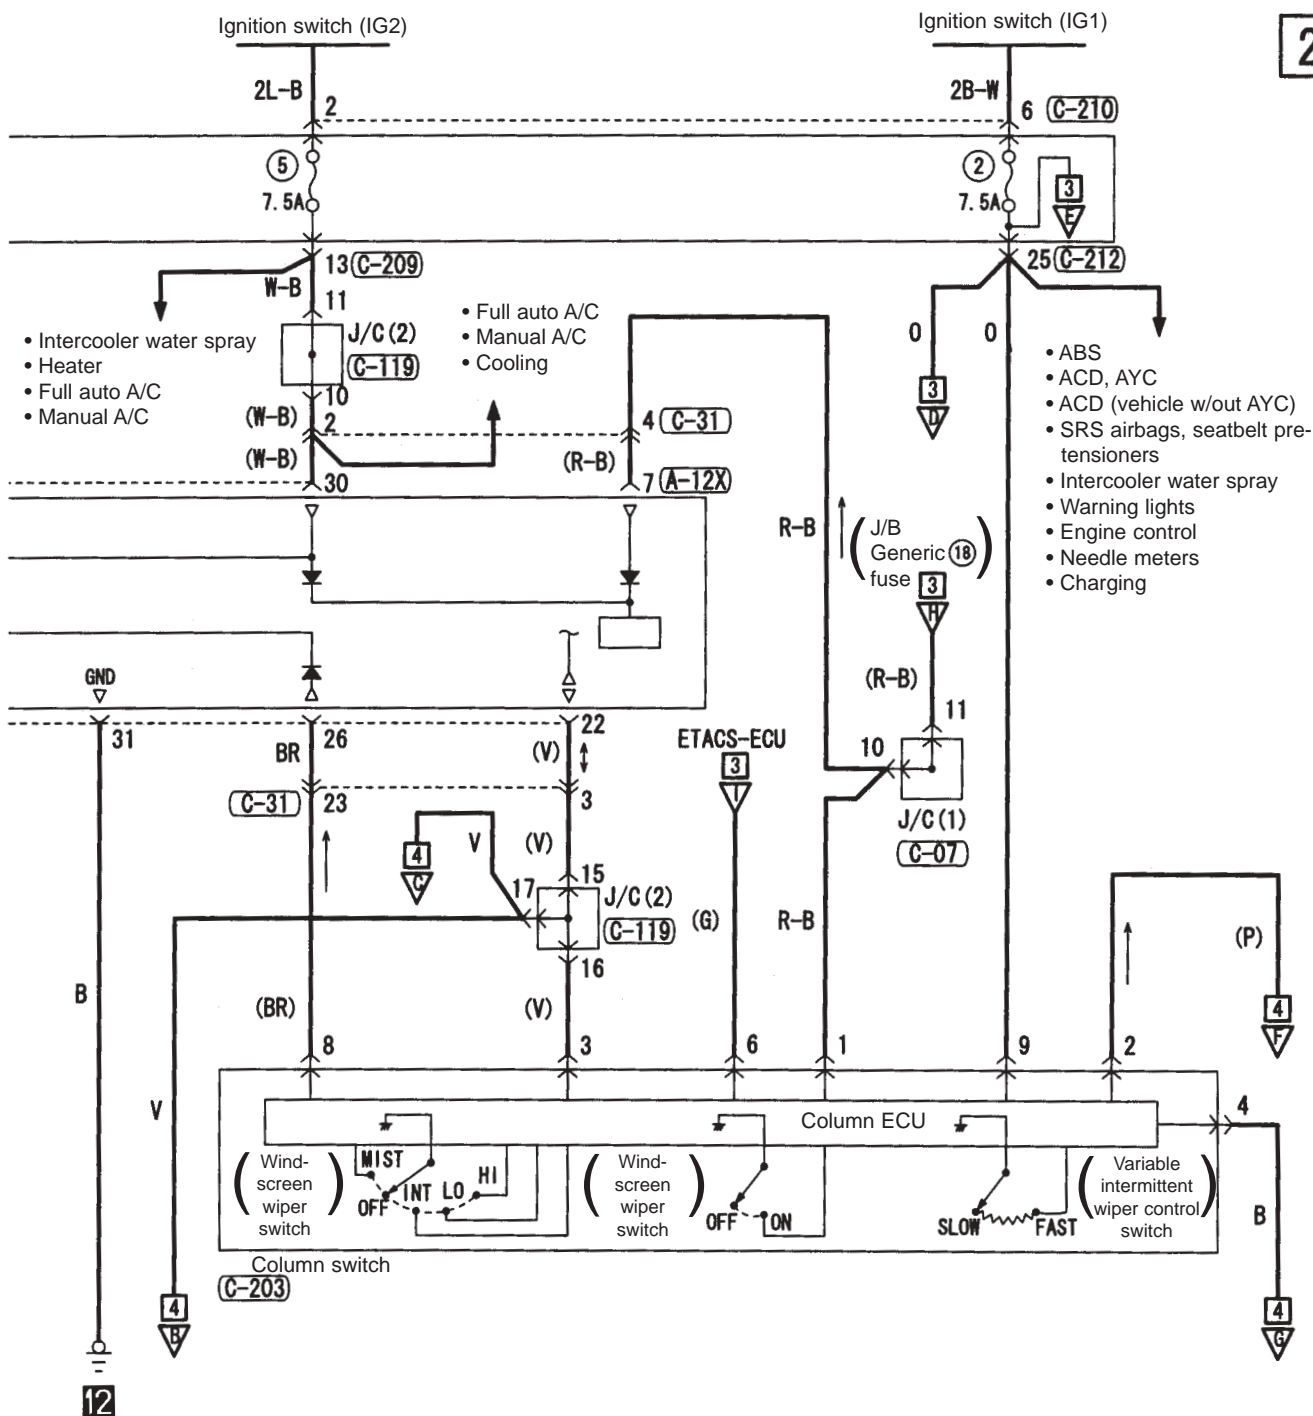 Ignition switch (IG2)
Ignition switch (IG1)
2
2L-B
2
2B-W
6
C-210
5
7.5A
2
7.5A
3
E
13
C-209
25
C-212
W-B
11
J/C(2)
C-119
10
• Intercooler water spray
• Heater
• Full auto A/C
• Manual A/C
• Full auto A/C
• Manual A/C
• Cooling
O
O
3
D
• ABS
• ACD, AYC
• ACD (vehicle w/out AYC)
• SRS airbags, seatbelt pre-
tensioners
• Intercooler water spray
• Warning lights
• Engine control
• Needle meters
• Charging
(W-B)
2
4
C-31
(W-B)
(R-B)
30
7
A-12X
R-B
J/B
Generic 18
fuse
3
H
(R-B)
11
10
J/C(1)
C-07
GND
31
BR
26
(V)
22
ETACS-ECU
3
I
C-31
23
3
4
C
V
(V)
17
15
J/C(2)
C-119
16
(G)
R-B
(P)
4
F
B
(BR)
(V)
8
3
6
1
9
2
V
4
Column ECU
(Wind-
screen
wiper
switch)
MIST
OFF
INT
LO
HI
(Wind-
screen
wiper
switch)
OFF
ON
SLOW
FAST
(Variable
intermittent
wiper control
switch)
B
Column switch
C-203
4
B
4
G
12